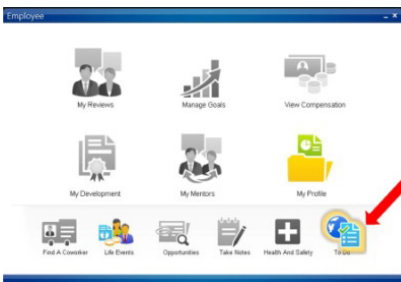 Employee
My Reviews
Manage Goals
View Compensation
My Development
My Mentors
My Profile
Find A Coworker
Life Events
Opportunities
Take Notes
Health And Safety
To Do